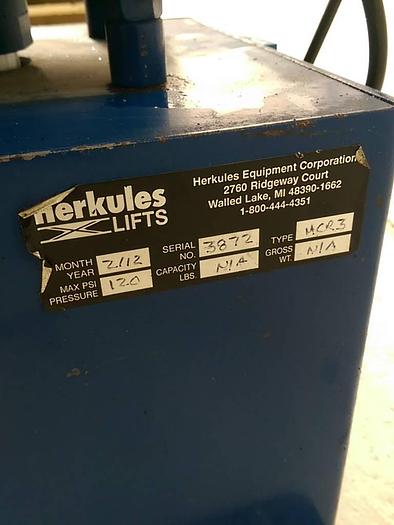 Herkules
LIFTS
Herkules Equipment Corporation
2760 Ridgeway Court
Walled Lake, MI 48390-1662
1-800-444-4351
MONTH YEAR 2/12
SERIAL NO. 3872
TYPE MCR3
MAX PSI PRESSURE 120
CAPACITY LBS N/A
GROSS WT. N/A